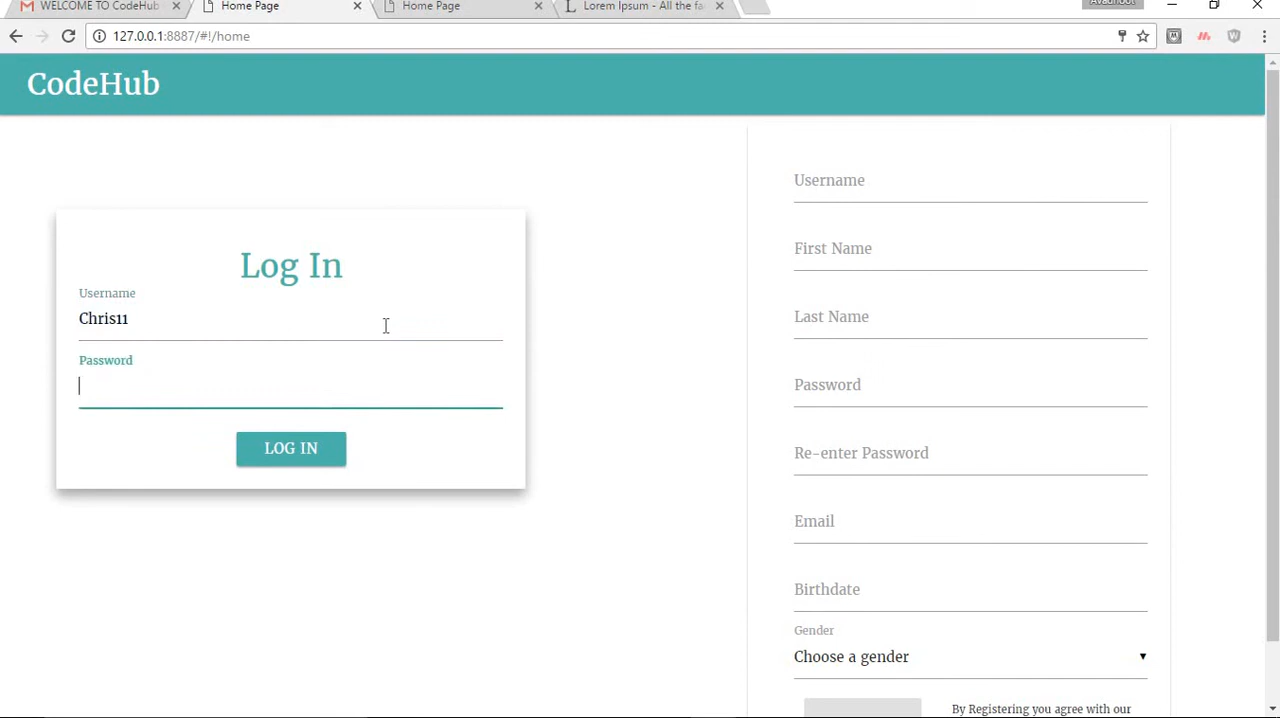 WELCOME TO CodeHub
Home Page
Home Page
Lorem Ipsum - All the fa
Avadhoot
127.0.0.1:8887/#!/home
CodeHub
Log In
Username
Chris11
Password
LOG IN
Username
First Name
Last Name
Password
Re-enter Password
Email
Birthdate
Gender
Choose a gender
By Registering you agree with our